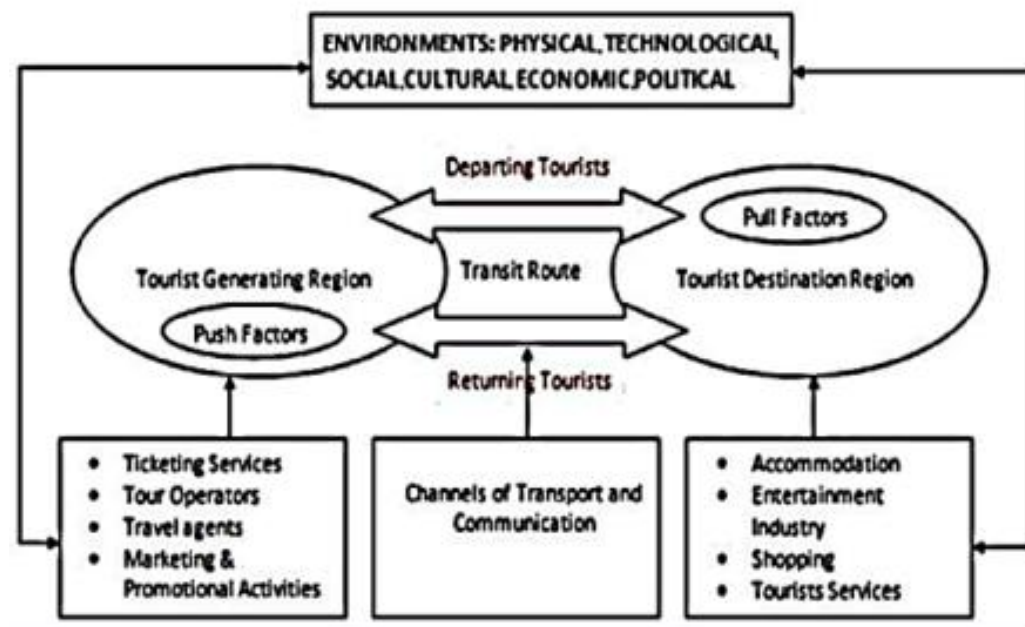 ENVIRONMENTS: PHYSICAL,TECHNOLOGICAL,
SOCIAL,CULTURAL,ECONOMIC,POLITICAL
Departing Tourists
Pull Factors
Transit Route
Tourist Generating Region
Tourist Destination Region
Push Factors
Returning Tourists
• Ticketing Services
• Tour Operators
• Travel agents
• Marketing &
Promotional Activities
Channels of Transport and
Communication
• Accommodation
• Entertainment
Industry
• Shopping
• Tourists Services